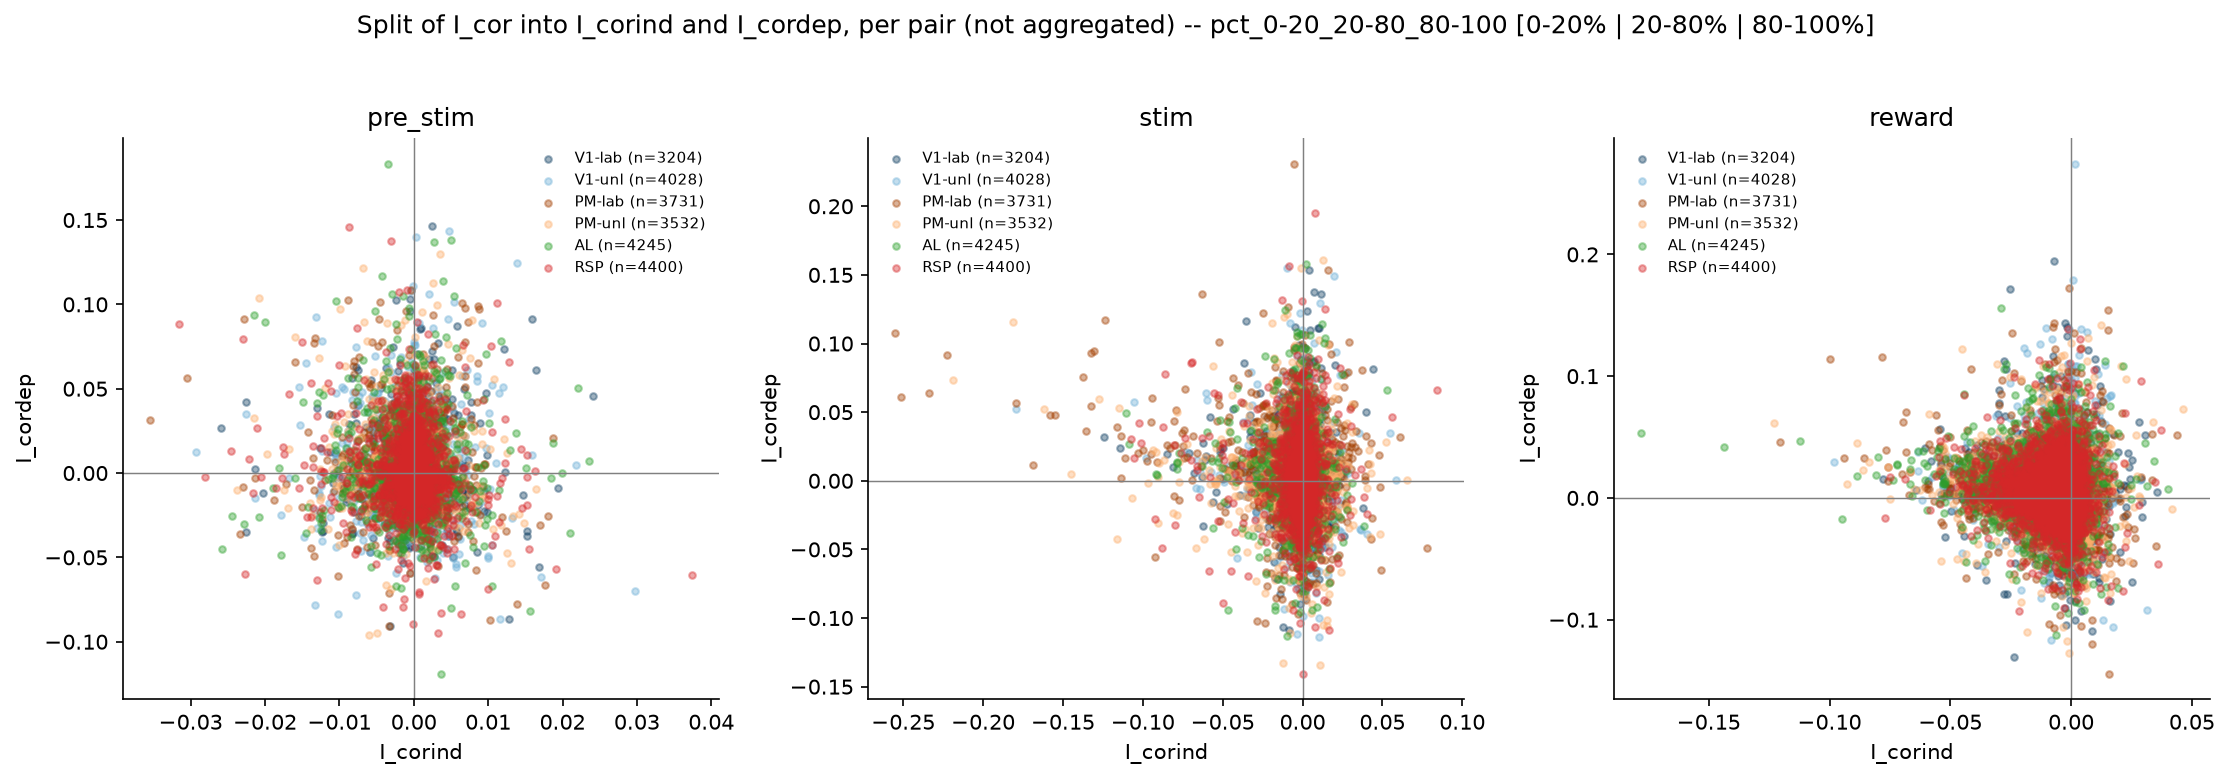 Split of I_cor into I_corind and I_cordep, per pair (not aggregated) -- pct_0-20_20-80_80-100 [0-20% | 20-80% | 80-100%]
pre_stim
V1-lab (n=3204)
V1-unl (n=4028)
PM-lab (n=3731)
PM-unl (n=3532)
AL (n=4245)
RSP (n=4400)
0.15
0.10
0.05
0.00
−0.05
−0.10
I_cordep
−0.03 −0.02 −0.01 0.00 0.01 0.02 0.03 0.04
I_corind
stim
V1-lab (n=3204)
V1-unl (n=4028)
PM-lab (n=3731)
PM-unl (n=3532)
AL (n=4245)
RSP (n=4400)
0.20
0.15
0.10
0.05
0.00
−0.05
−0.10
−0.15
I_cordep
−0.25 −0.20 −0.15 −0.10 −0.05 0.00 0.05 0.10
I_corind
reward
V1-lab (n=3204)
V1-unl (n=4028)
PM-lab (n=3731)
PM-unl (n=3532)
AL (n=4245)
RSP (n=4400)
0.2
0.1
0.0
−0.1
I_cordep
−0.15 −0.10 −0.05 0.00 0.05
I_corind